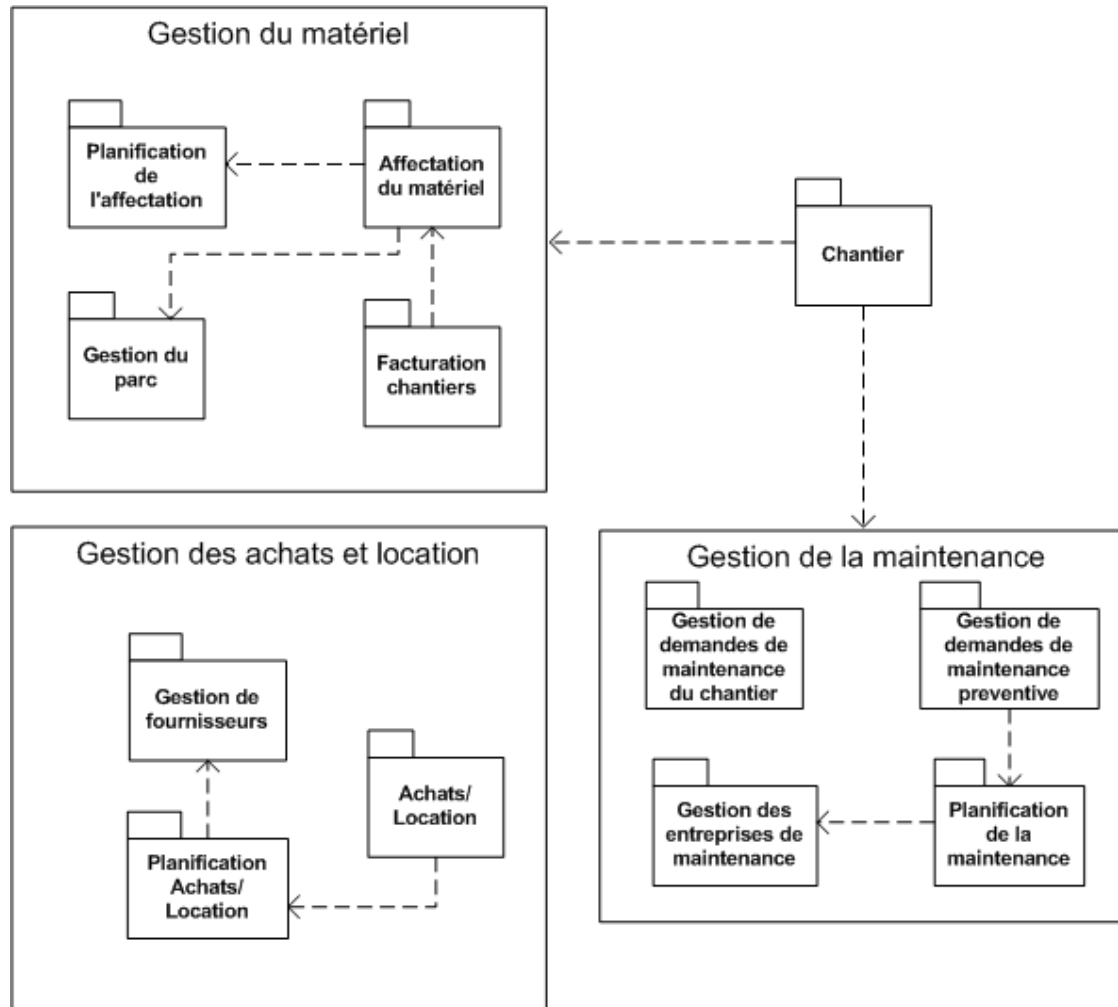 Gestion du matériel
Planification
de
l'affectation
Affectation
du matériel
Gestion du
parc
Facturation
chantiers
Chantier
Gestion des achats et location
Gestion de
fournisseurs
Achats/
Location
Planification
Achats/
Location
Gestion de la maintenance
Gestion de
demandes de
maintenance
du chantier
Gestion de
demandes de
maintenance
preventive
Gestion des
entreprises de
maintenance
Planification
de la
maintenance